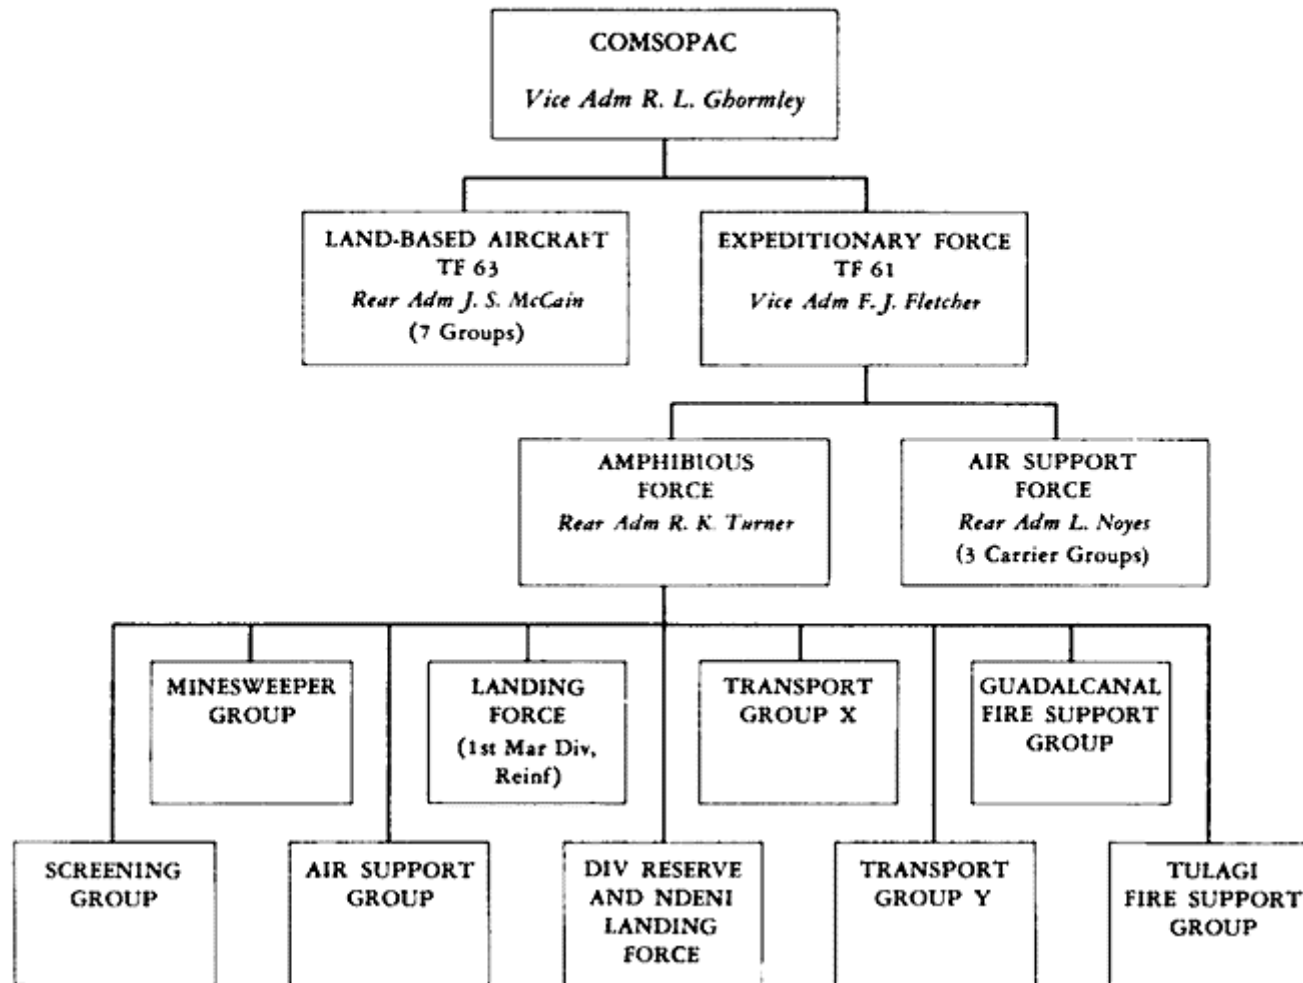 COMSOPAC
Vice Adm R. L. Ghormley
LAND-BASED AIRCRAFT
TF 63
Rear Adm J. S. McCain
(7 Groups)
EXPEDITIONARY FORCE
TF 61
Vice Adm F. J. Fletcher
AMPHIBIOUS
FORCE
Rear Adm R. K. Turner
AIR SUPPORT
FORCE
Rear Adm L. Noyes
(3 Carrier Groups)
MINESWEEPER
GROUP
LANDING
FORCE
(1st Mar Div,
Reinf)
TRANSPORT
GROUP X
GUADALCANAL
FIRE SUPPORT
GROUP
SCREENING
GROUP
AIR SUPPORT
GROUP
DIV RESERVE
AND NDENI
LANDING
FORCE
TRANSPORT
GROUP Y
TULAGI
FIRE SUPPORT
GROUP